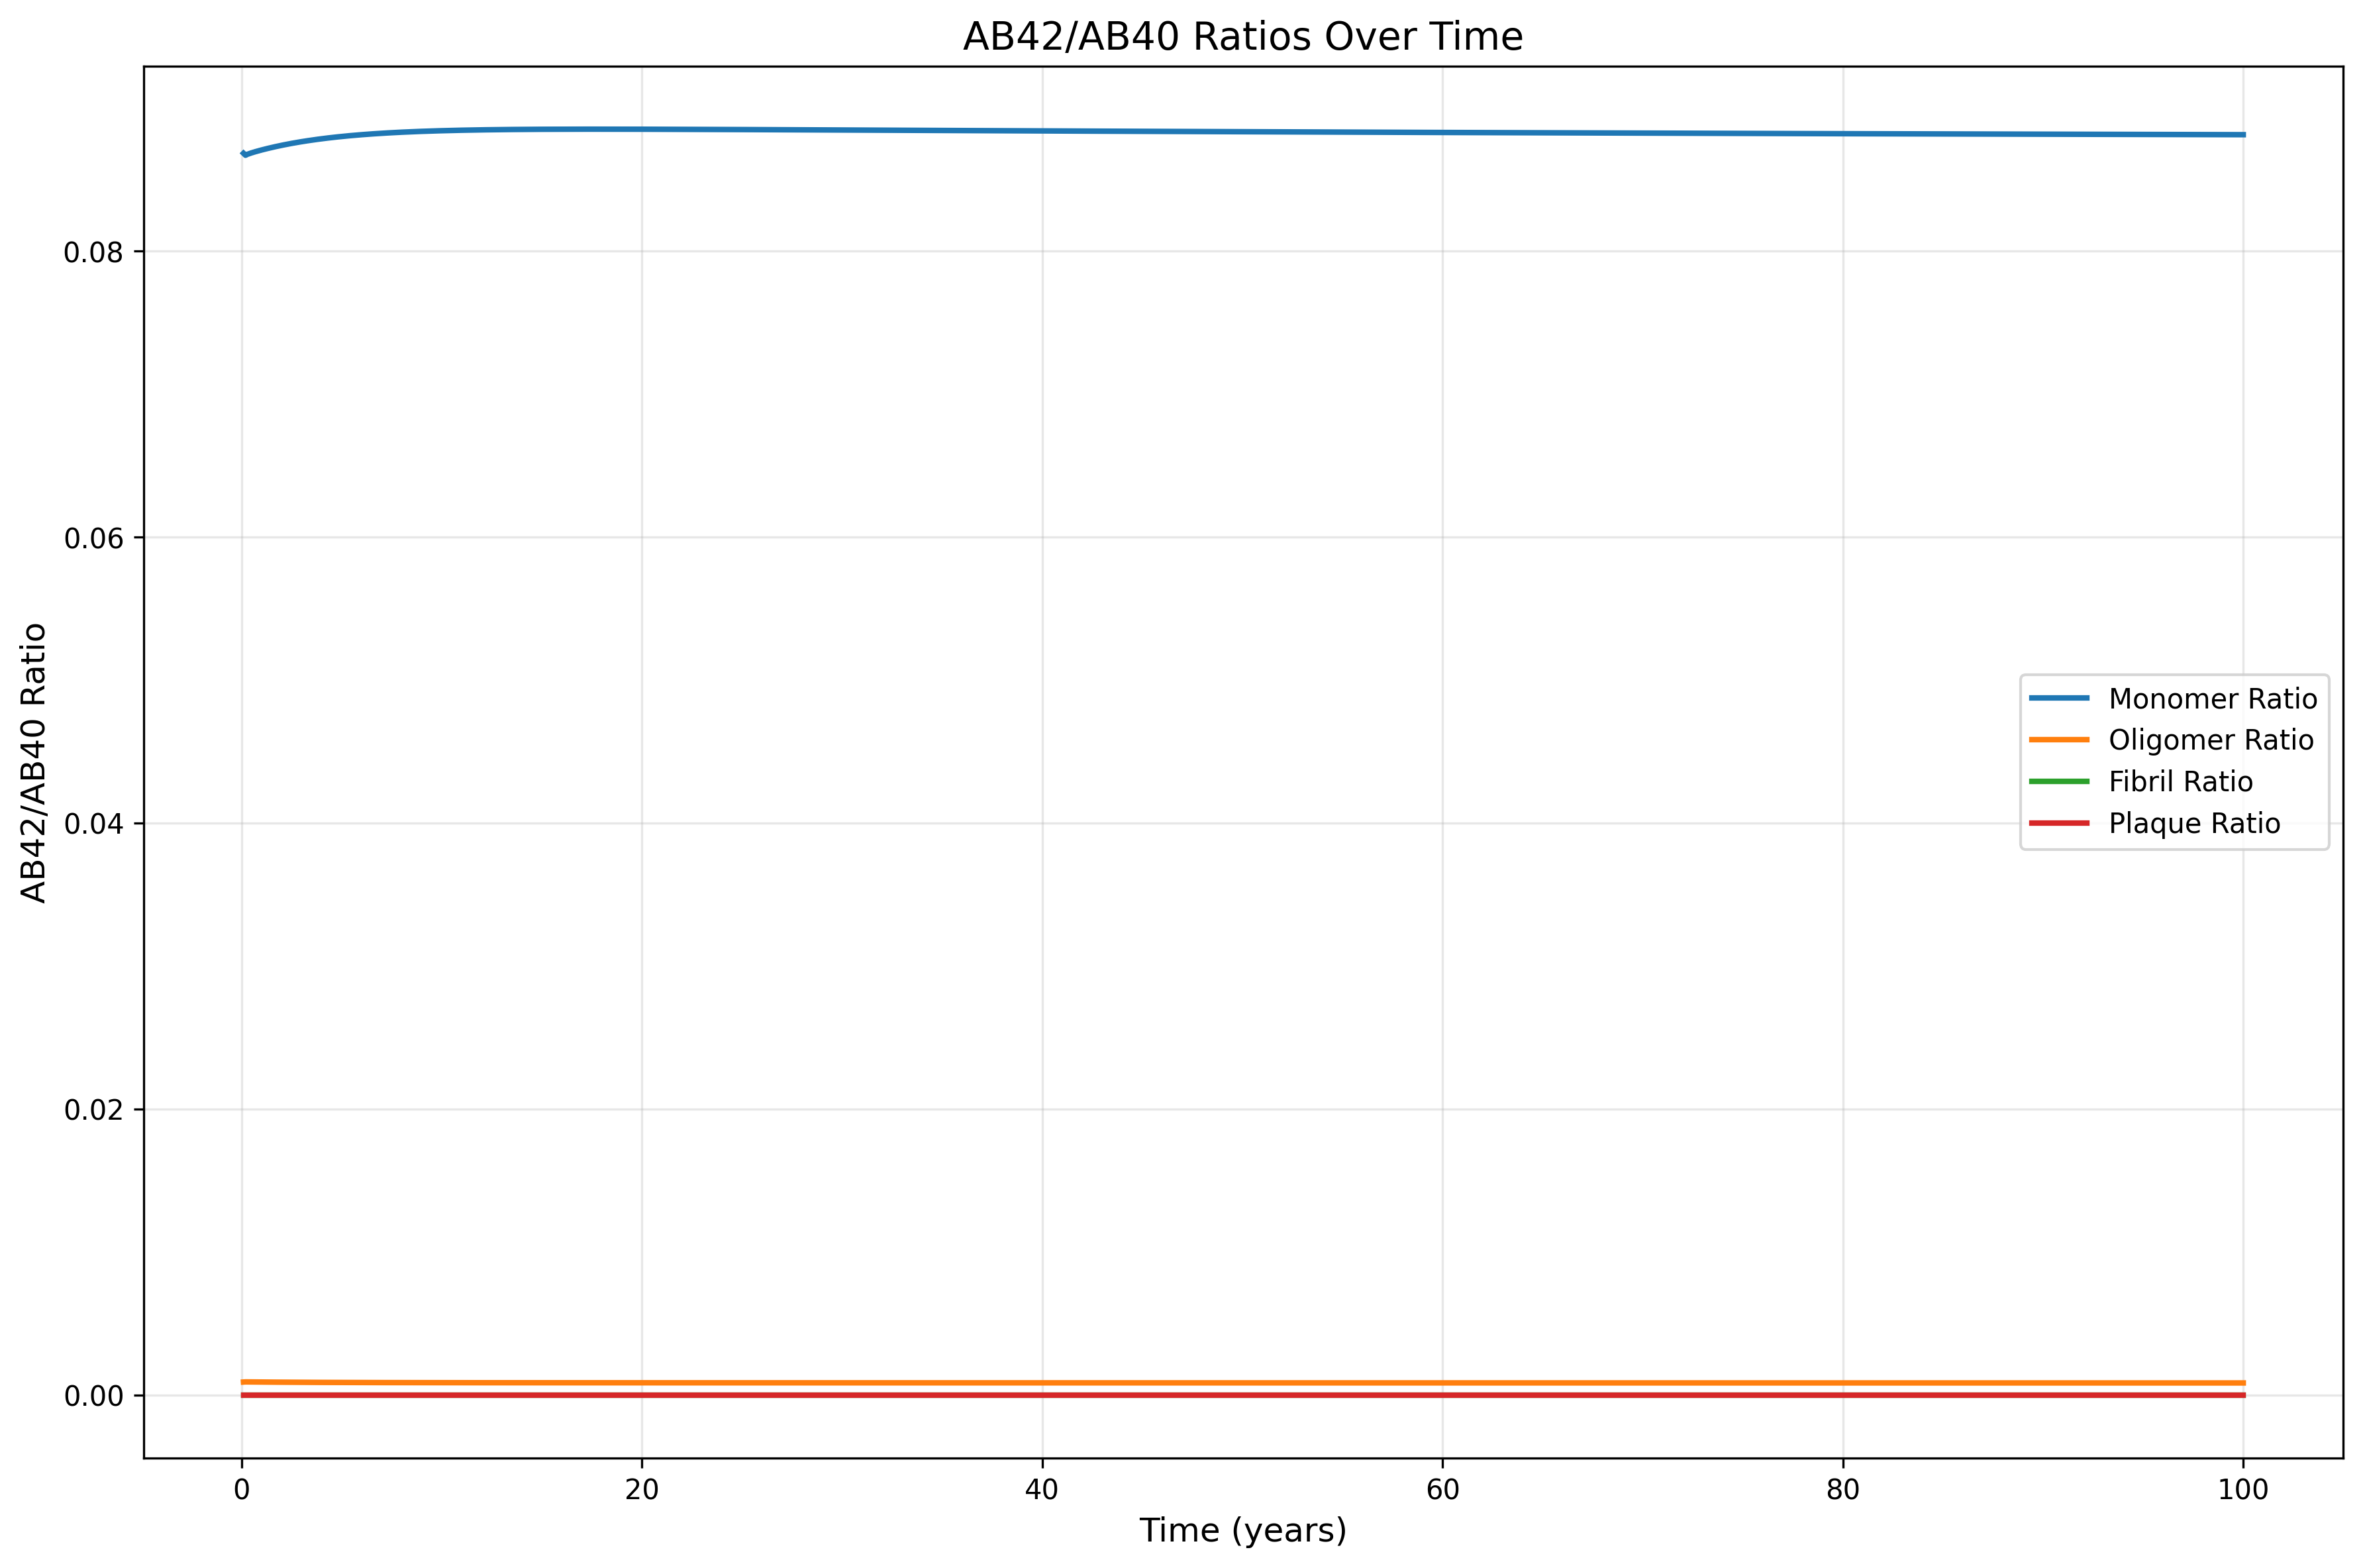 AB42/AB40 Ratios Over Time
AB42/AB40 Ratio
0.08
0.06
0.04
0.02
0.00
Monomer Ratio
Oligomer Ratio
Fibril Ratio
Plaque Ratio
0 20 40 60 80 100
Time (years)